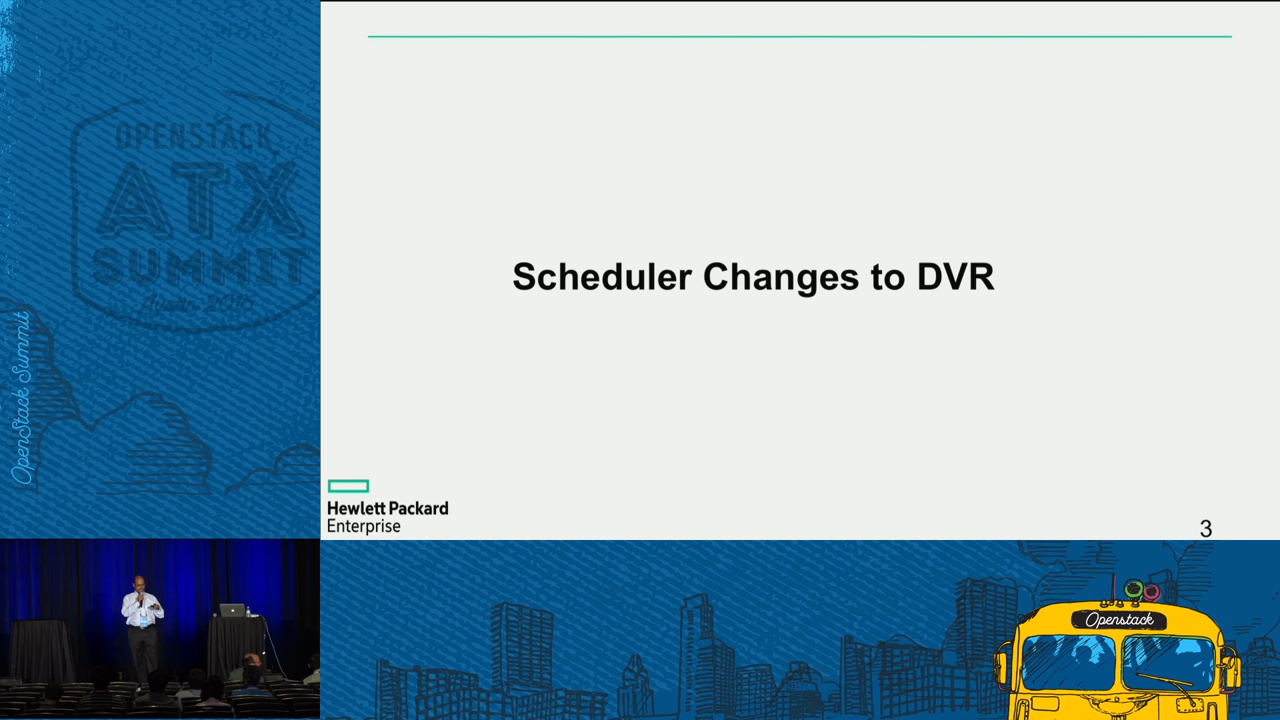 OPENSTACK
ATX
SUMMIT
Austin 2016
OpenStack Summit
Scheduler Changes to DVR
Hewlett Packard
Enterprise
3
Openstack